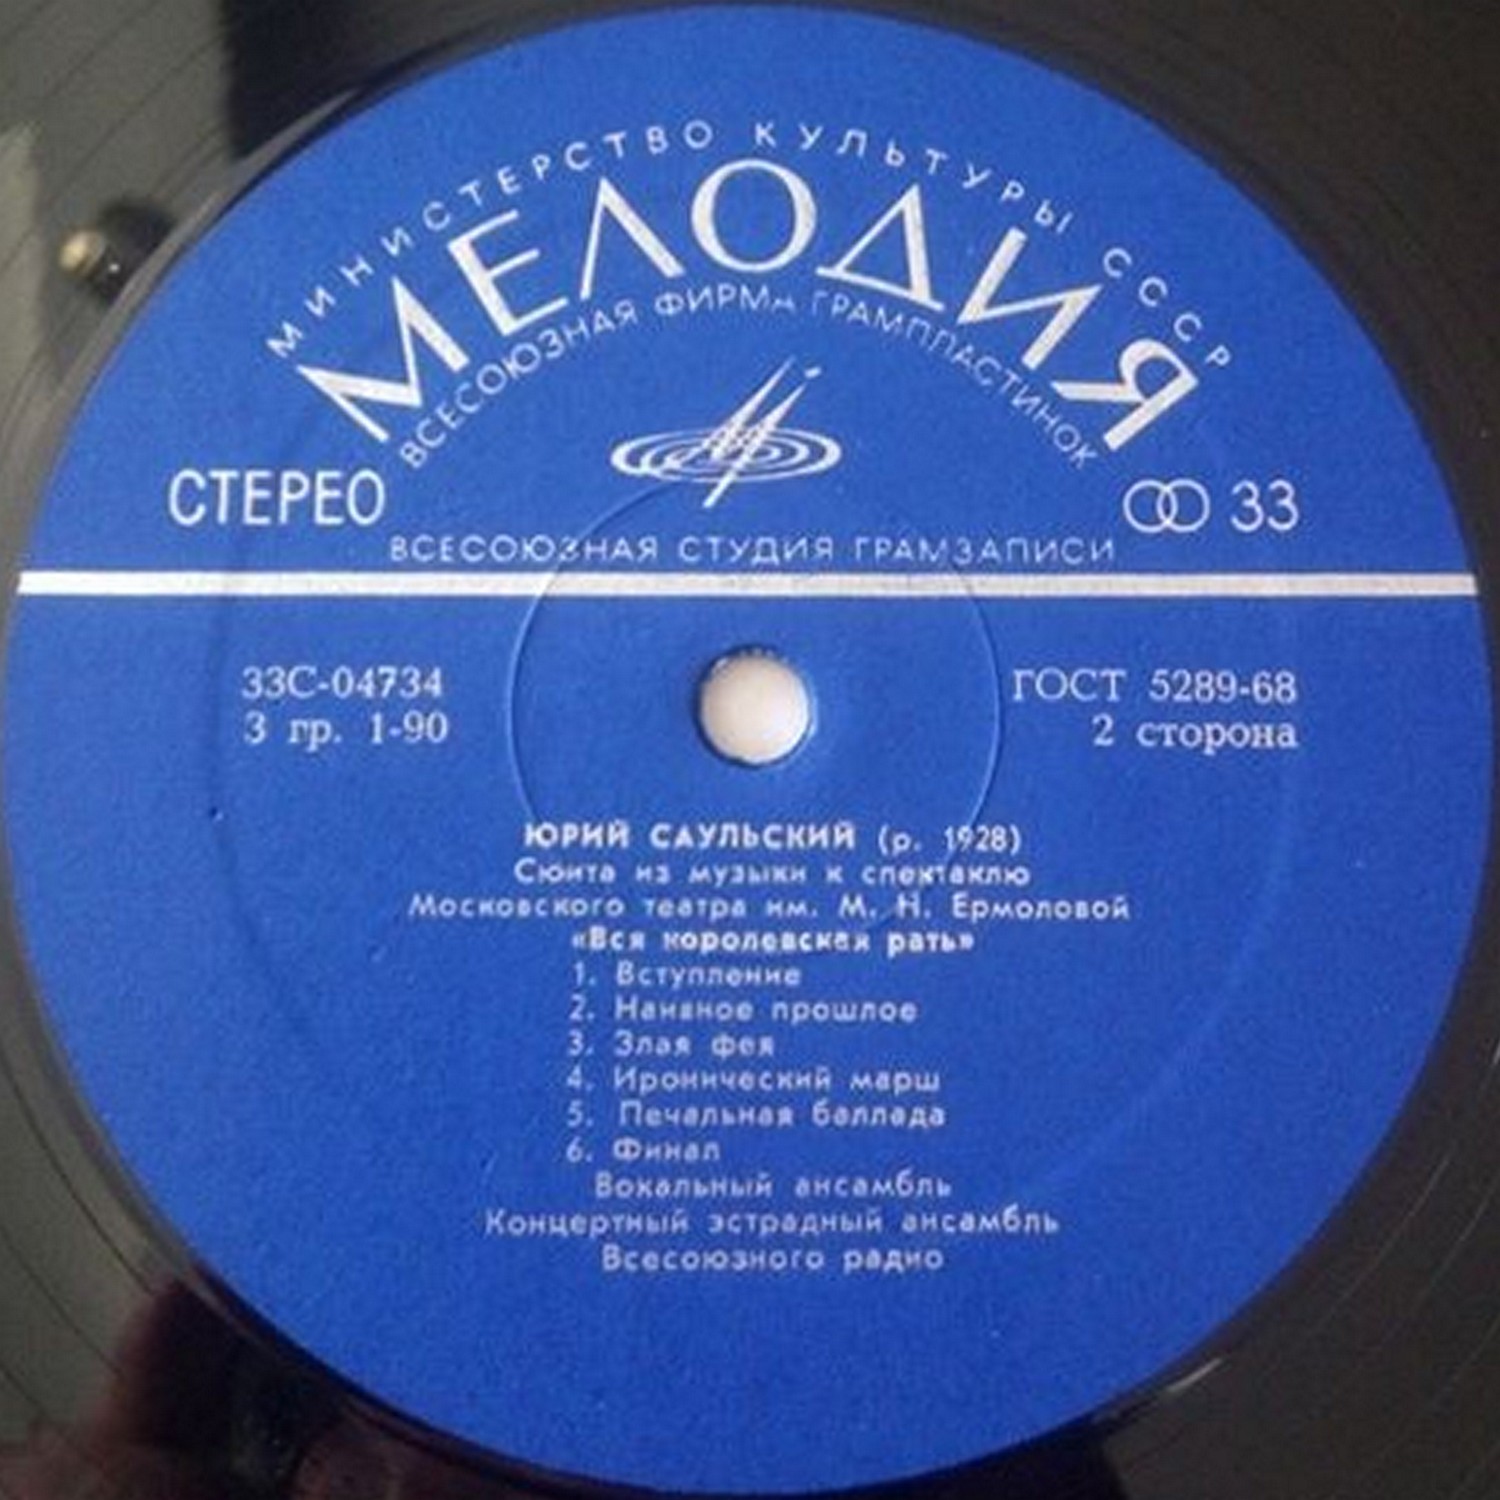 МИНИСТЕРСТВО КУЛЬТУРЫ СССР
МЕЛОДИЯ
ВСЕСОЮЗНАЯ ФИРМА ГРАМПЛАСТИНОК
СТЕРЕО
33
ВСЕСОЮЗНАЯ СТУДИЯ ГРАМЗАПИСИ
33С-04734
3 гр. 1-90
ГОСТ 5289-68
2 сторона
ЮРИЙ САУЛЬСКИЙ (р. 1928)
Сюита из музыки к спектаклю
Московского театра им. М. Н. Ермоловой
«Вся королевская рать»
1. Вступление
2. Наивное прошлое
3. Злая фея
4. Иронический марш
5. Печальная баллада
6. Финал
Вокальный ансамбль
Концертный эстрадный ансамбль
Всесоюзного радио